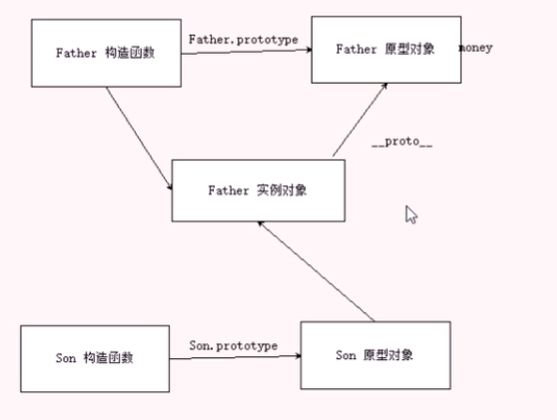 Father.prototype
Father 构造函数
Father 原型对象
money
__proto__
Father 实例对象
Son.prototype
Son 构造函数
Son 原型对象